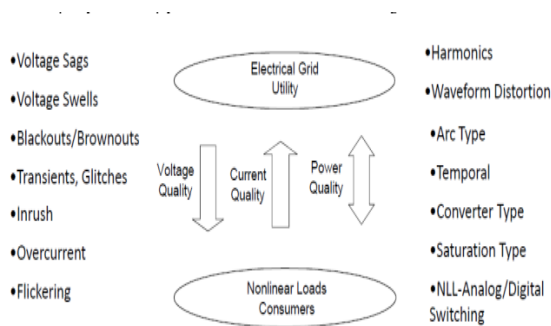 •Voltage Sags
•Voltage Swells
•Blackouts/Brownouts
•Transients, Glitches
•Inrush
•Overcurrent
•Flickering
Electrical Grid
Utility
Voltage
Quality
Current
Quality
Power
Quality
Nonlinear Loads
Consumers
•Harmonics
•Waveform Distortion
•Arc Type
•Temporal
•Converter Type
•Saturation Type
•NLL-Analog/Digital
Switching